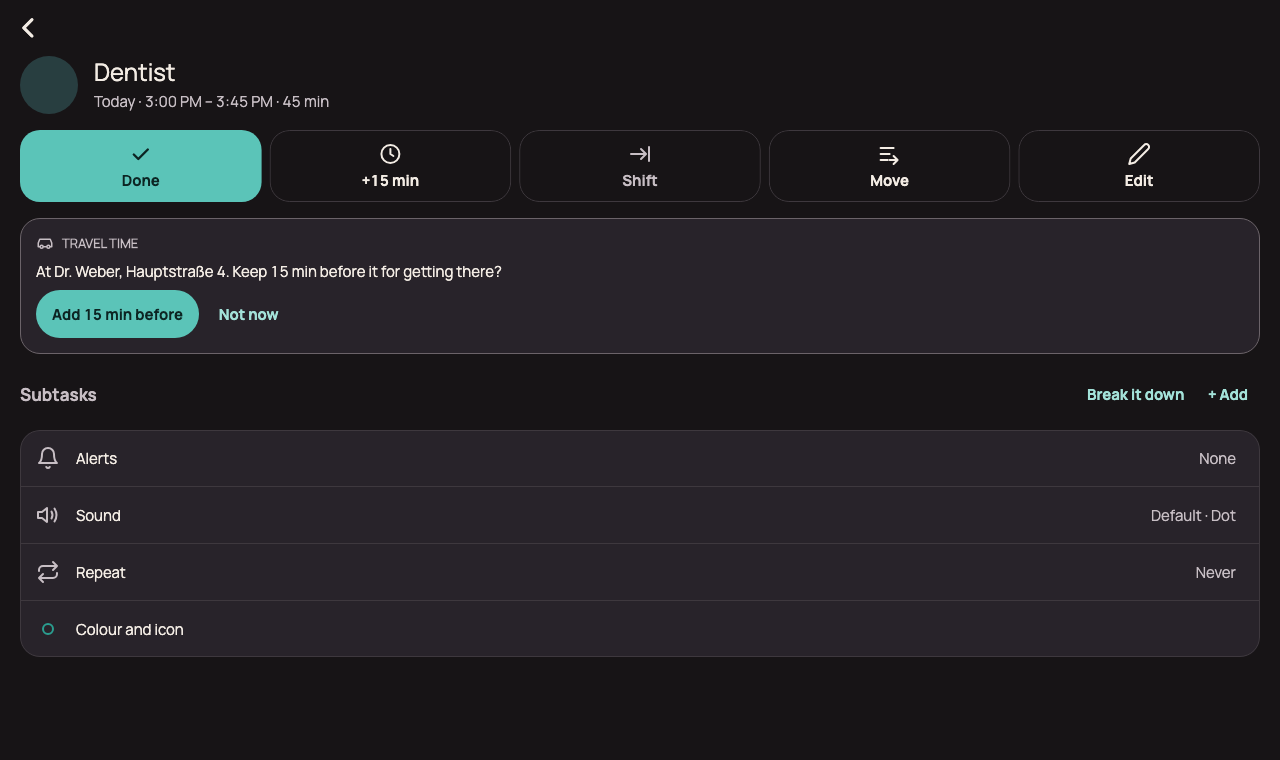 Dentist
Today · 3:00 PM – 3:45 PM · 45 min
Done
+15 min
Shift
Move
Edit
TRAVEL TIME
At Dr. Weber, Hauptstraße 4. Keep 15 min before it for getting there?
Add 15 min before
Not now
Subtasks
Break it down
+ Add
Alerts
None
Sound
Default · Dot
Repeat
Never
Colour and icon